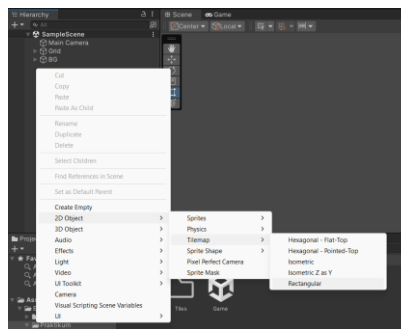 Hierarchy
Scene
Game
All
Center
Local
SampleScene
Main Camera
Grid
BG
Cut
Copy
Paste
Paste As Child
Rename
Duplicate
Delete
Select Children
Find References in Scene
Set as Default Parent
Create Empty
2D Object
Sprites
3D Object
Physics
Audio
Tilemap
Hexagonal - Flat-Top
Effects
Sprite Shape
Hexagonal - Pointed-Top
Light
Pixel Perfect Camera
Isometric
Video
Sprite Mask
Isometric Z as Y
UI Toolkit
Rectangular
Camera
Visual Scripting Scene Variables
UI
Tiles
Game
Praktikum